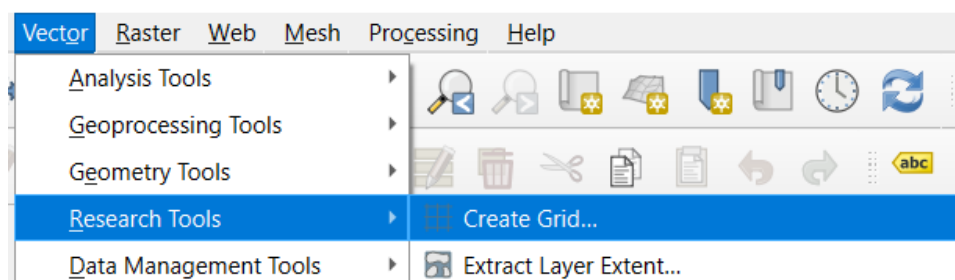 Vector Raster Web Mesh Processing Help
Analysis Tools
Geoprocessing Tools
Geometry Tools
abc
Research Tools
Create Grid...
Data Management Tools
Extract Layer Extent...